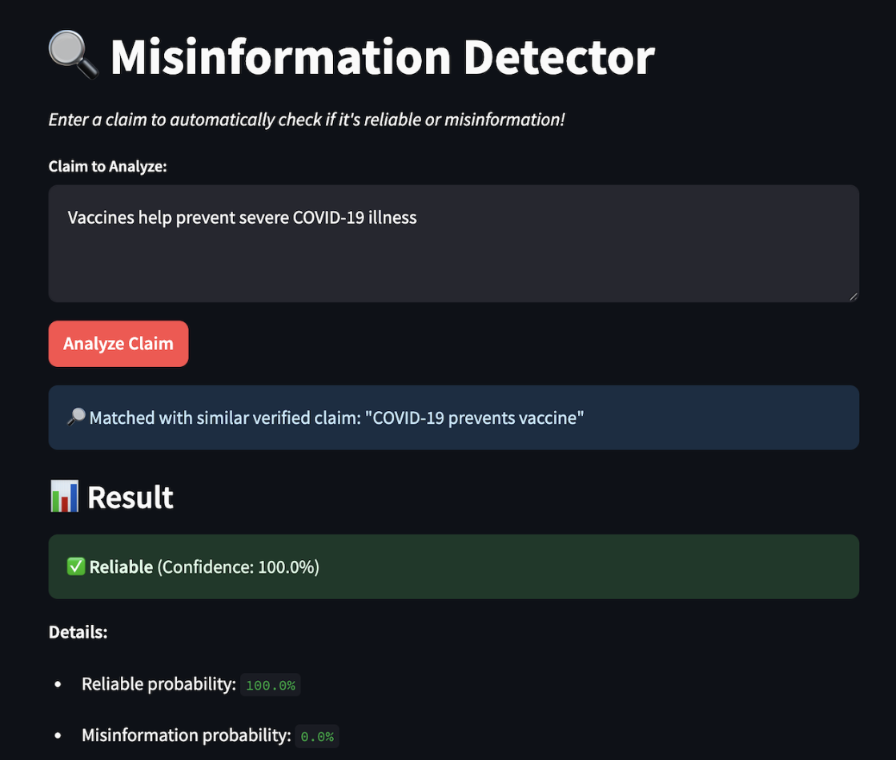 🔍 Misinformation Detector
Enter a claim to automatically check if it's reliable or misinformation!
Claim to Analyze:
Vaccines help prevent severe COVID-19 illness
Analyze Claim
🔎 Matched with similar verified claim: "COVID-19 prevents vaccine"
📊 Result
✅ Reliable (Confidence: 100.0%)
Details:
• Reliable probability: 100.0%
• Misinformation probability: 0.0%